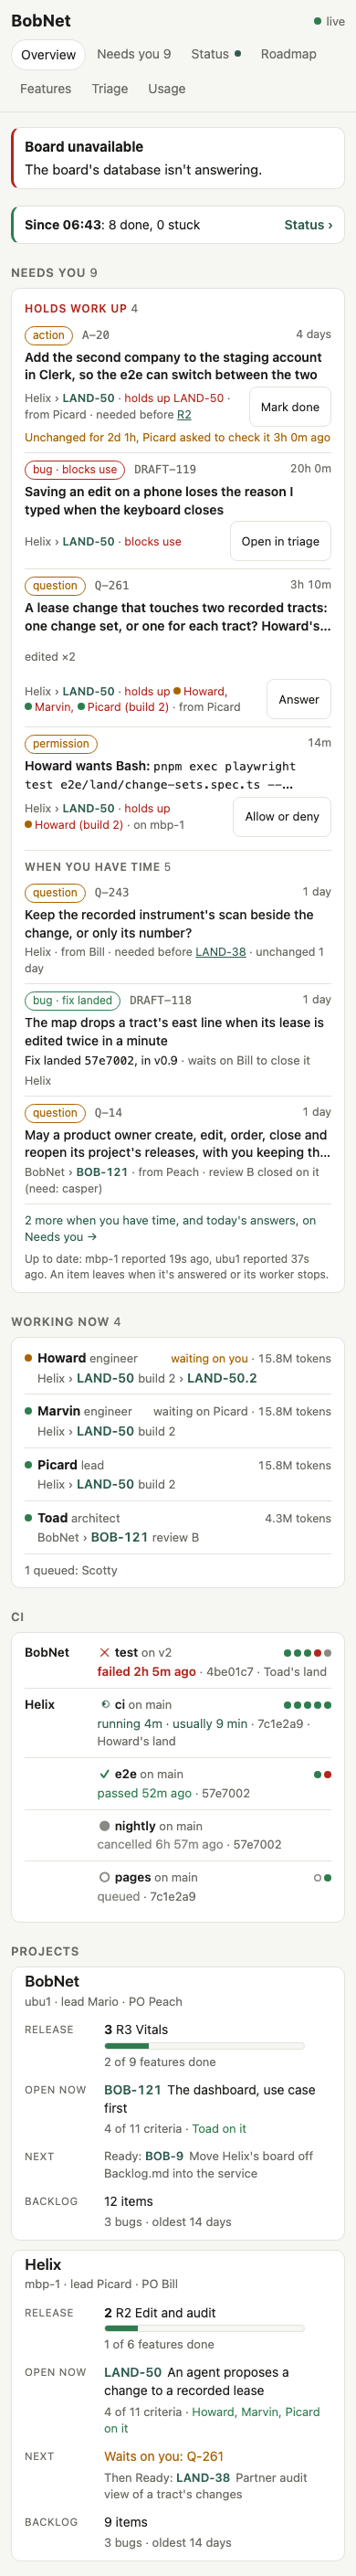 BobNet
live
Overview Needs you 9 Status Roadmap
Features Triage Usage
Board unavailable
The board's database isn't answering.
Since 06:43: 8 done, 0 stuck Status ›
NEEDS YOU 9
HOLDS WORK UP 4
action A-20 4 days
Add the second company to the staging account
in Clerk, so the e2e can switch between the two
Helix › LAND-50 · holds up LAND-50 ·
from Picard · needed before R2
Mark done
Unchanged for 2d 1h, Picard asked to check it 3h 0m ago
bug · blocks use DRAFT-119 20h 0m
Saving an edit on a phone loses the reason I
typed when the keyboard closes
Helix › LAND-50 · blocks use
Open in triage
question Q-261 3h 10m
A lease change that touches two recorded tracts:
one change set, or one for each tract? Howard's…
edited ×2
Helix › LAND-50 · holds up Howard,
Marvin, Picard (build 2) · from Picard
Answer
permission 14m
Howard wants Bash: pnpm exec playwright
test e2e/land/change-sets.spec.ts --…
Helix › LAND-50 · holds up
Howard (build 2) · on mbp-1
Allow or deny
WHEN YOU HAVE TIME 5
question Q-243 1 day
Keep the recorded instrument's scan beside the
change, or only its number?
Helix · from Bill · needed before LAND-38 · unchanged 1
day
bug · fix landed DRAFT-118 1 day
The map drops a tract's east line when its lease is
edited twice in a minute
Fix landed 57e7002, in v0.9 · waits on Bill to close it
Helix
question Q-14 1 day
May a product owner create, edit, order, close and
reopen its project's releases, with you keeping th…
BobNet › BOB-121 · from Peach · review B closed on it
(need: casper)
2 more when you have time, and today's answers, on
Needs you →
Up to date: mbp-1 reported 19s ago, ubu1 reported 37s
ago. An item leaves when it's answered or its worker stops.
WORKING NOW 4
Howard engineer waiting on you · 15.8M tokens
Helix › LAND-50 build 2 › LAND-50.2
Marvin engineer waiting on Picard · 15.8M tokens
Helix › LAND-50 build 2
Picard lead 15.8M tokens
Helix › LAND-50 build 2
Toad architect 4.3M tokens
BobNet › BOB-121 review B
1 queued: Scotty
CI
BobNet test on v2
failed 2h 5m ago · 4be01c7 · Toad's land
Helix ci on main
running 4m · usually 9 min · 7c1e2a9 ·
Howard's land
e2e on main
passed 52m ago · 57e7002
nightly on main
cancelled 6h 57m ago · 57e7002
pages on main
queued · 7c1e2a9
PROJECTS
BobNet
ubu1 · lead Mario · PO Peach
RELEASE 3 R3 Vitals
2 of 9 features done
OPEN NOW BOB-121 The dashboard, use case
first
4 of 11 criteria · Toad on it
NEXT Ready: BOB-9 Move Helix's board off
Backlog.md into the service
BACKLOG 12 items
3 bugs · oldest 14 days
Helix
mbp-1 · lead Picard · PO Bill
RELEASE 2 R2 Edit and audit
1 of 6 features done
OPEN NOW LAND-50 An agent proposes a
change to a recorded lease
4 of 11 criteria · Howard, Marvin, Picard
on it
NEXT Waits on you: Q-261
Then Ready: LAND-38 Partner audit
view of a tract's changes
BACKLOG 9 items
3 bugs · oldest 14 days